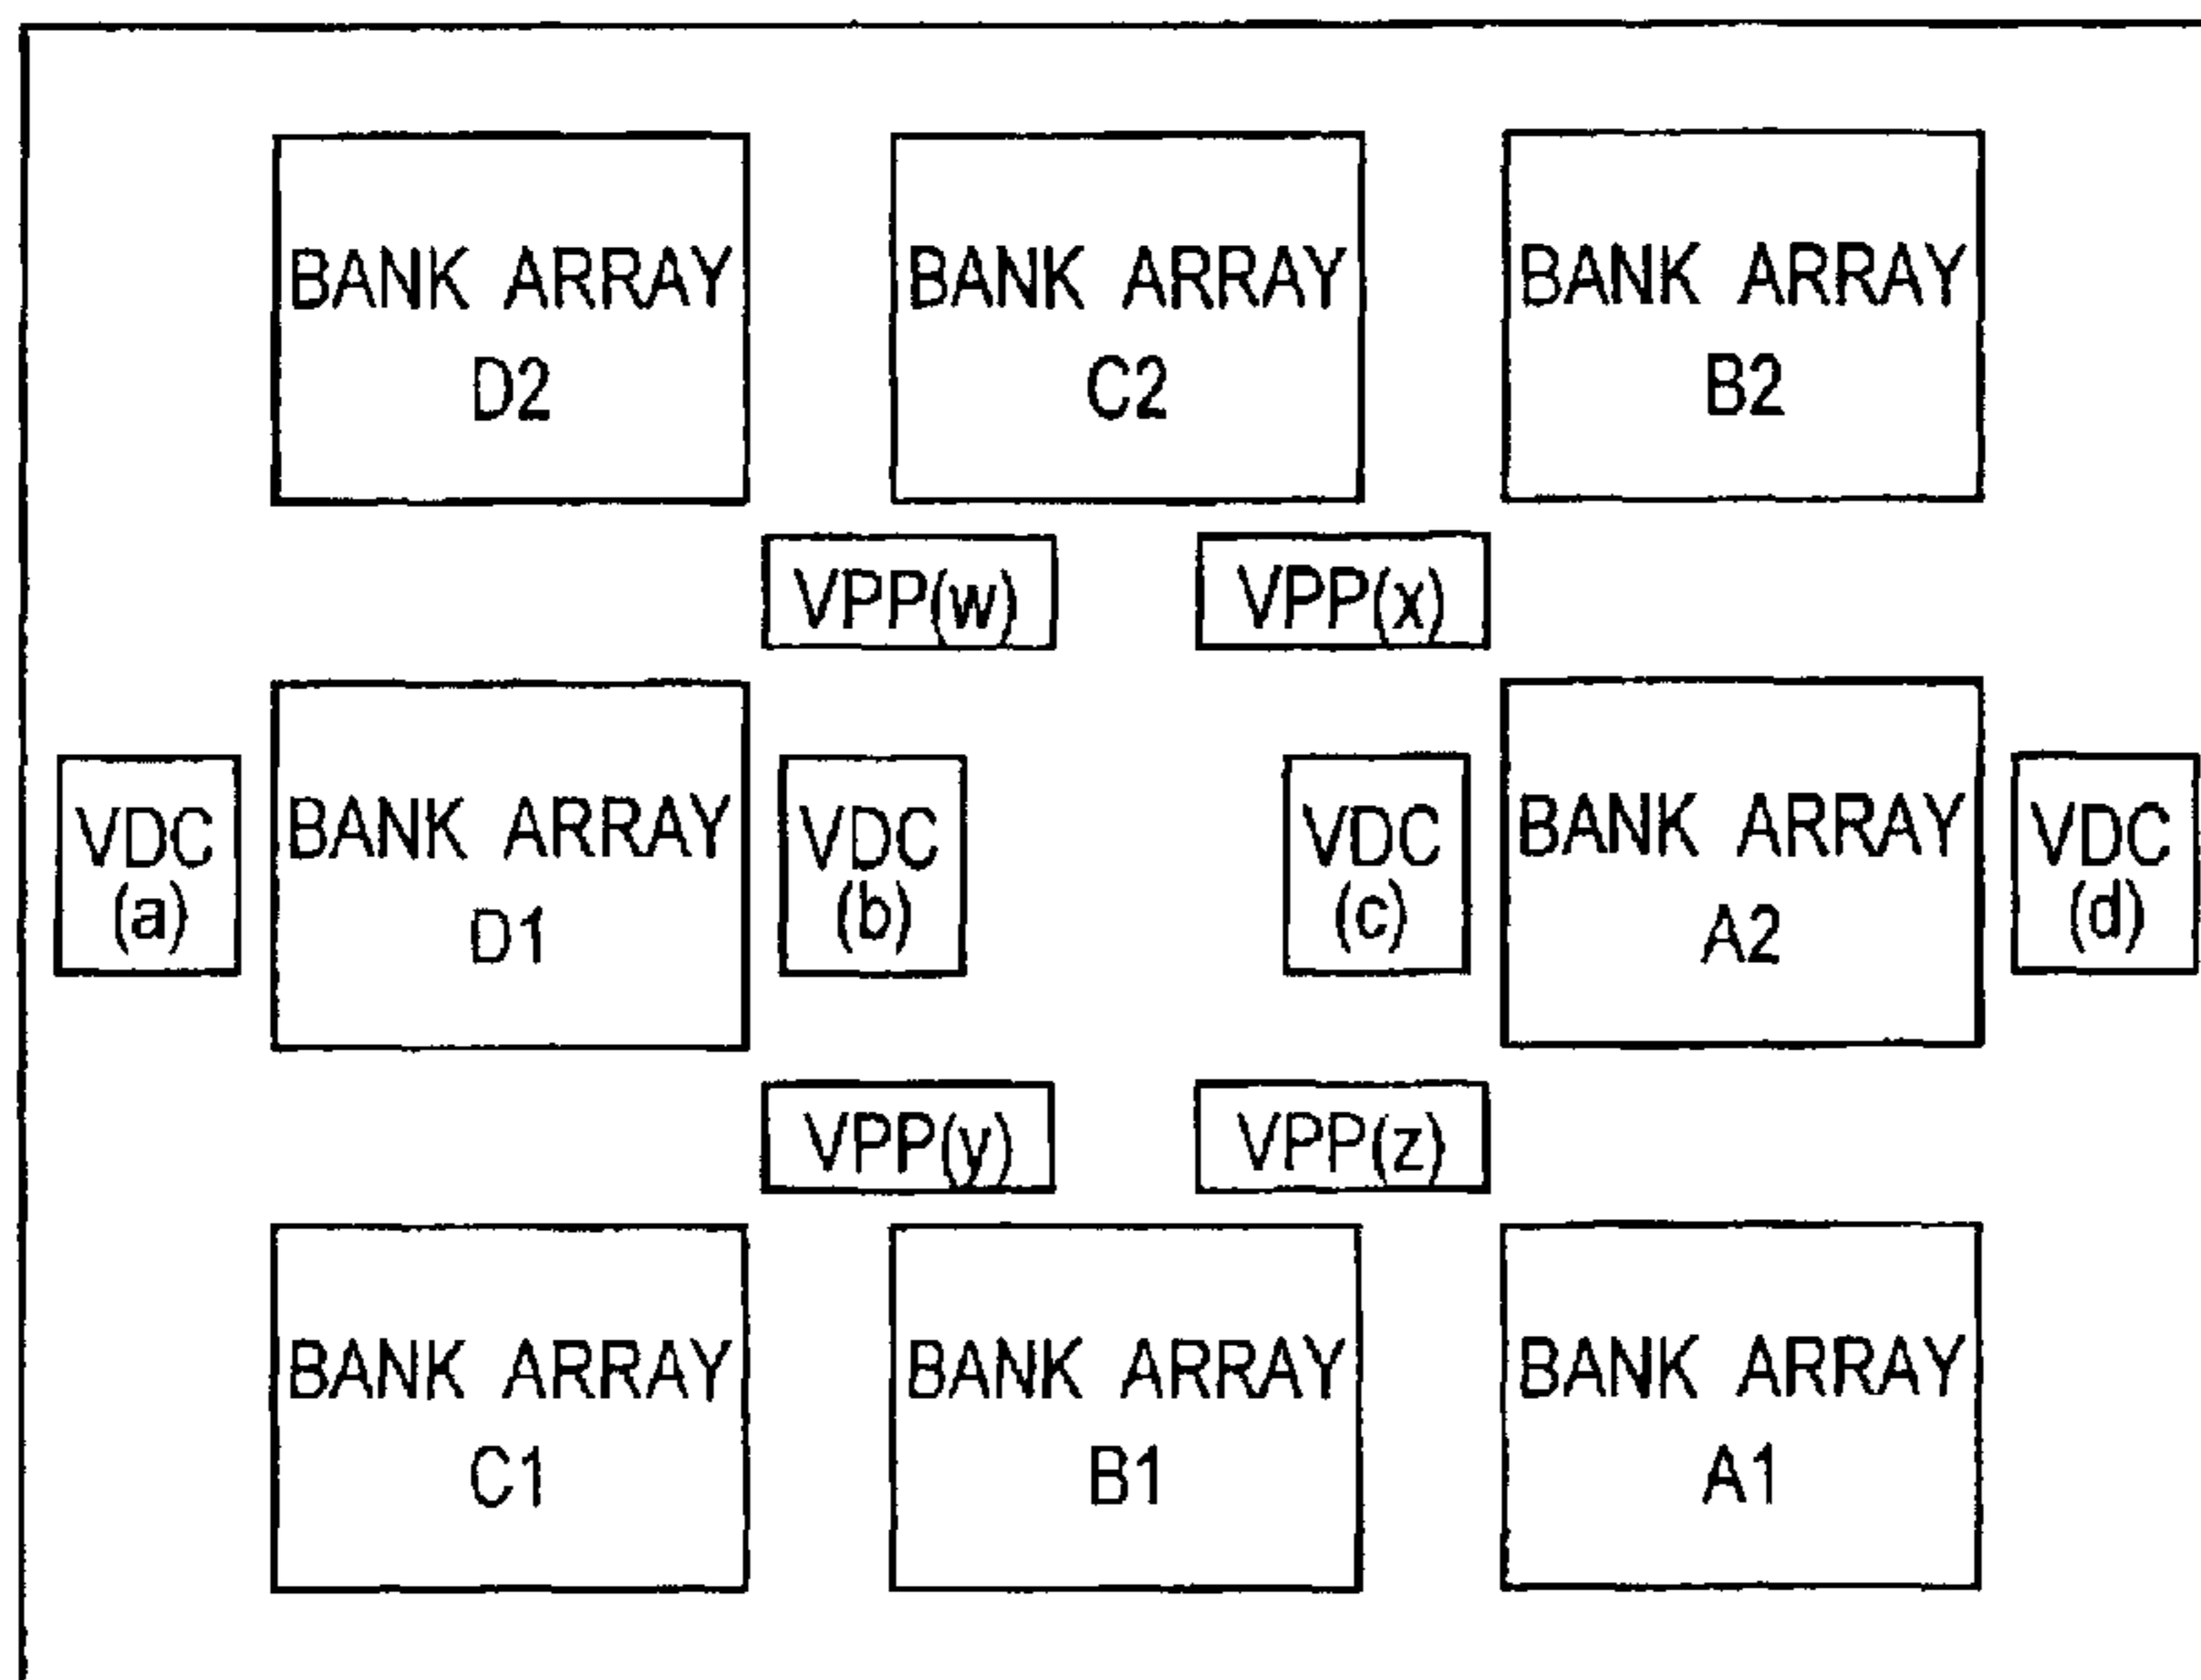 BANK ARRAY
D2
BANK ARRAY
C2
BANK ARRAY
B2
VPP(w)
VPP(x)
VDC
(a)
BANK ARRAY
D1
VDC
(b)
VDC
(c)
BANK ARRAY
A2
VDC
(d)
VPP(y)
VPP(z)
BANK ARRAY
C1
BANK ARRAY
B1
BANK ARRAY
A1